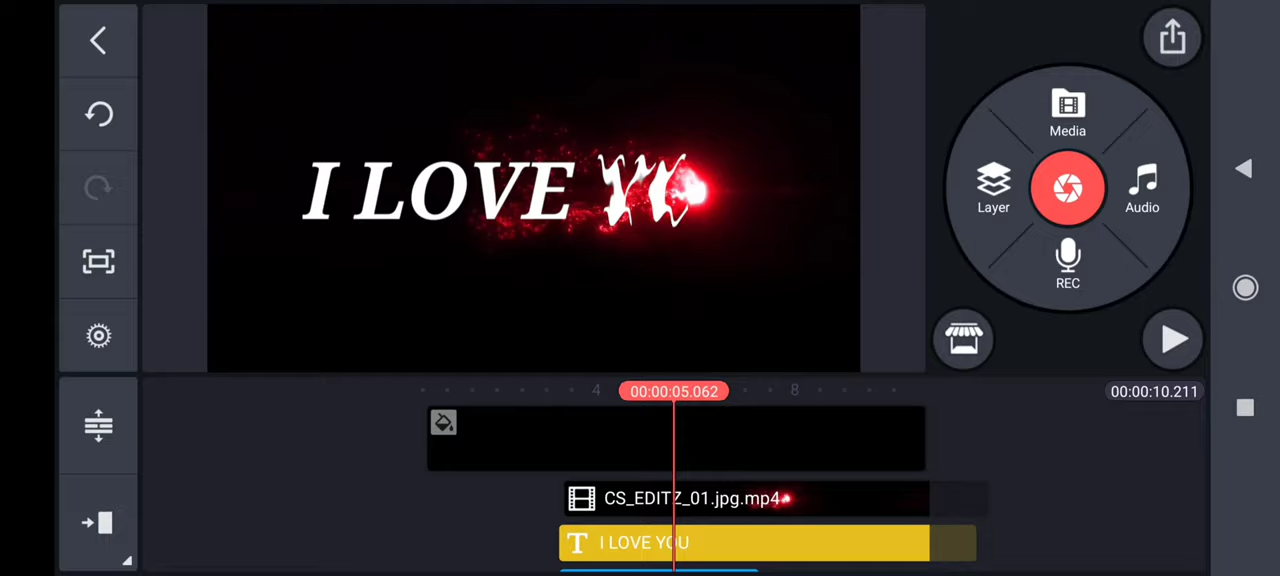 I LOVE YO
Media
Layer
Audio
REC
4
00:00:05.062
8
00:00:10.211
CS_EDITZ_01.jpg.mp4
T I LOVE YOU